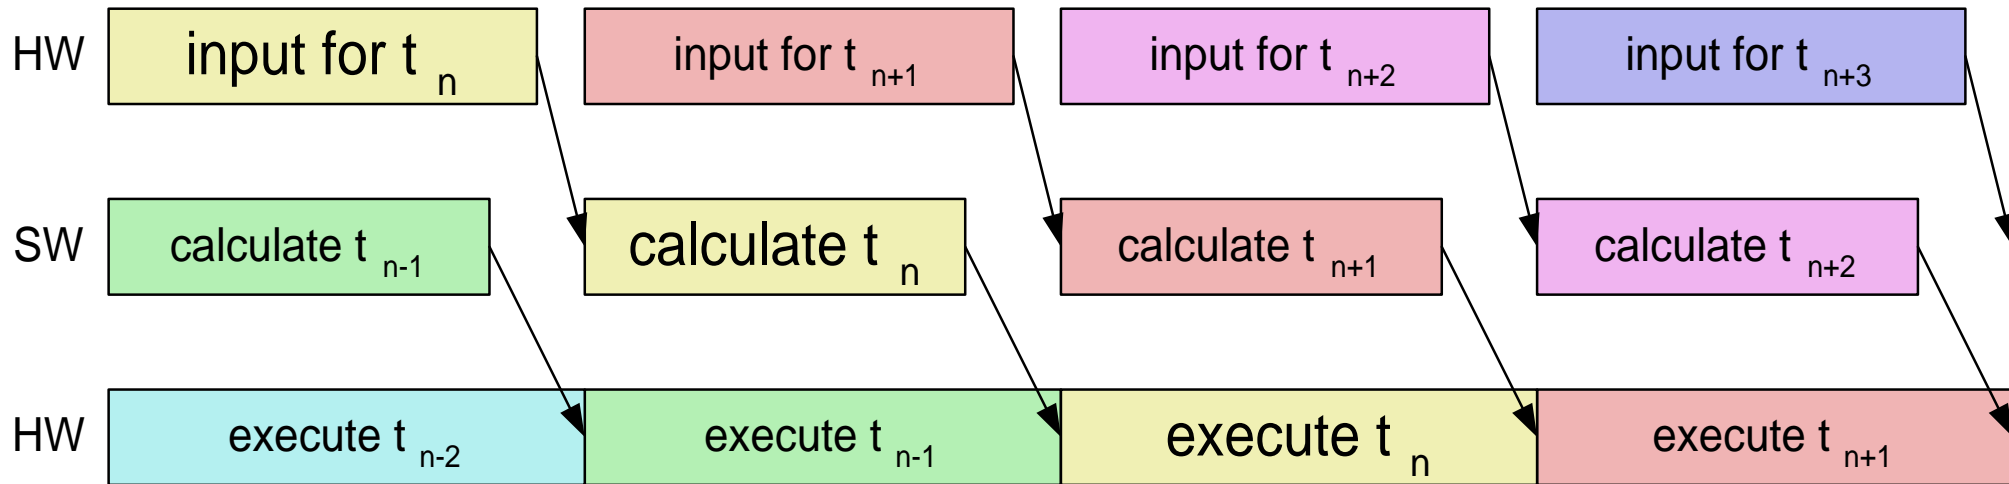 HW input for t n input for t n+1 input for t n+2 input for t n+3
SW calculate t n-1 calculate t n calculate t n+1 calculate t n+2
HW execute t n-2 execute t n-1 execute t n execute t n+1